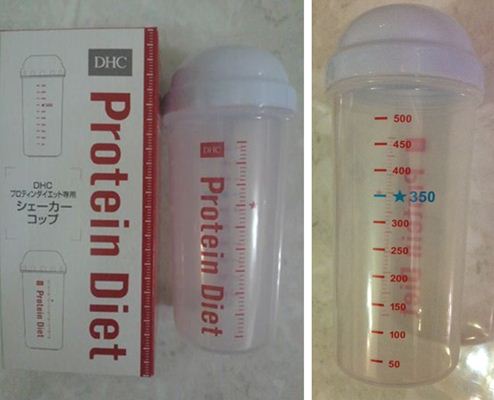 DHC
Protein Diet
DHC
プロティンダイエット専用
シェーカー
コップ
Protein Diet
DHC
Protein Diet
500
450
400
★350
300
250
200
150
100
50